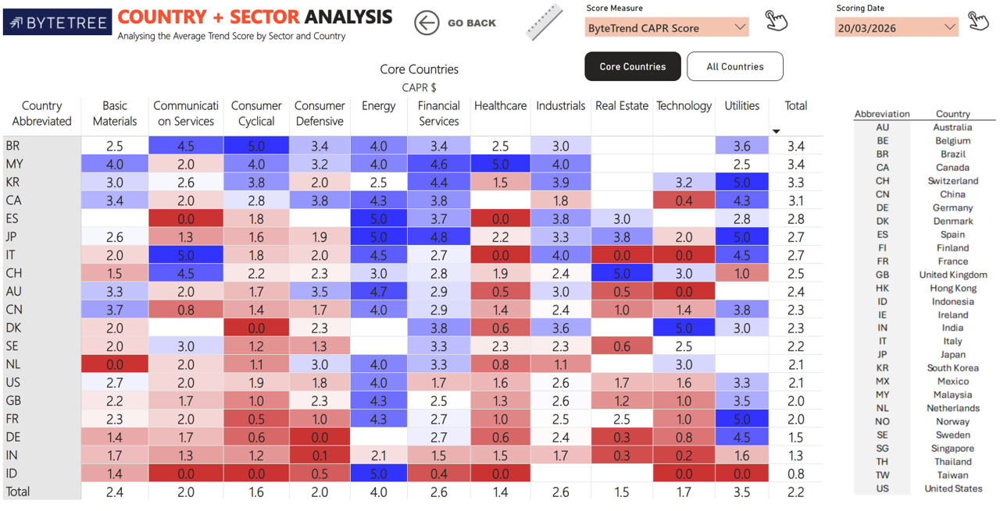 BYTETREE
COUNTRY + SECTOR ANALYSIS
Analysing the Average Trend Score by Sector and Country
GO BACK
Score Measure
ByteTrend CAPR Score
Scoring Date
20/03/2026
Core Countries
All Countries
Core Countries
CAPR $
Country Abbreviated Basic Materials Communicati on Services Consumer Cyclical Consumer Defensive Energy Financial Services Healthcare Industrials Real Estate Technology Utilities Total
BR 2.5 4.5 5.0 3.4 4.0 3.4 2.5 3.0 3.6 3.4
MY 4.0 2.0 4.0 3.2 4.0 4.6 5.0 4.0 2.5 3.4
KR 3.0 2.6 3.8 2.0 2.5 4.4 1.5 3.9 3.2 5.0 3.3
CA 3.4 2.0 2.8 3.8 4.3 3.8 1.8 0.4 4.3 3.1
ES 0.0 1.8 5.0 3.7 0.0 3.8 3.0 2.8 2.8
JP 2.6 1.3 1.6 1.9 5.0 4.8 2.2 3.3 3.8 2.0 5.0 2.7
IT 2.0 5.0 1.8 2.0 4.5 2.7 0.0 4.0 0.0 0.0 4.5 2.7
CH 1.5 4.5 2.2 2.3 3.0 2.8 1.9 2.4 5.0 3.0 1.0 2.5
AU 3.3 2.0 1.7 3.5 4.7 2.9 0.5 3.0 0.5 0.0 2.4
CN 3.7 0.8 1.4 1.7 4.0 2.9 1.4 2.4 1.0 1.4 3.8 2.3
DK 2.0 0.0 2.3 3.8 0.6 3.6 5.0 3.0 2.3
SE 2.0 3.0 1.2 1.3 3.3 2.3 2.3 0.6 2.5 2.2
NL 0.0 2.0 1.1 3.0 4.0 3.3 0.8 1.1 3.0 2.1
US 2.7 2.0 1.9 1.8 4.0 1.7 1.6 2.6 1.7 1.6 3.3 2.1
GB 2.2 1.7 1.0 2.3 4.3 2.5 1.3 2.6 1.2 1.0 3.5 2.0
FR 2.3 2.0 0.5 1.0 4.3 2.7 1.0 2.5 2.5 1.0 5.0 2.0
DE 1.4 1.7 0.6 0.0 2.7 0.6 2.4 0.3 0.8 4.5 1.5
IN 1.7 1.3 1.2 0.1 2.1 1.5 1.5 1.7 0.3 0.2 1.6 1.3
ID 1.4 0.0 0.0 0.5 5.0 0.4 0.0 0.0 0.0 0.8
Total 2.4 2.0 1.6 2.0 4.0 2.6 1.4 2.6 1.5 1.7 3.5 2.2
Abbreviation Country
AU Australia
BE Belgium
BR Brazil
CA Canada
CH Switzerland
CN China
DE Germany
DK Denmark
ES Spain
FI Finland
FR France
GB United Kingdom
HK Hong Kong
ID Indonesia
IE Ireland
IN India
IT Italy
JP Japan
KR South Korea
MX Mexico
MY Malaysia
NL Netherlands
NO Norway
SE Sweden
SG Singapore
TH Thailand
TW Taiwan
US United States